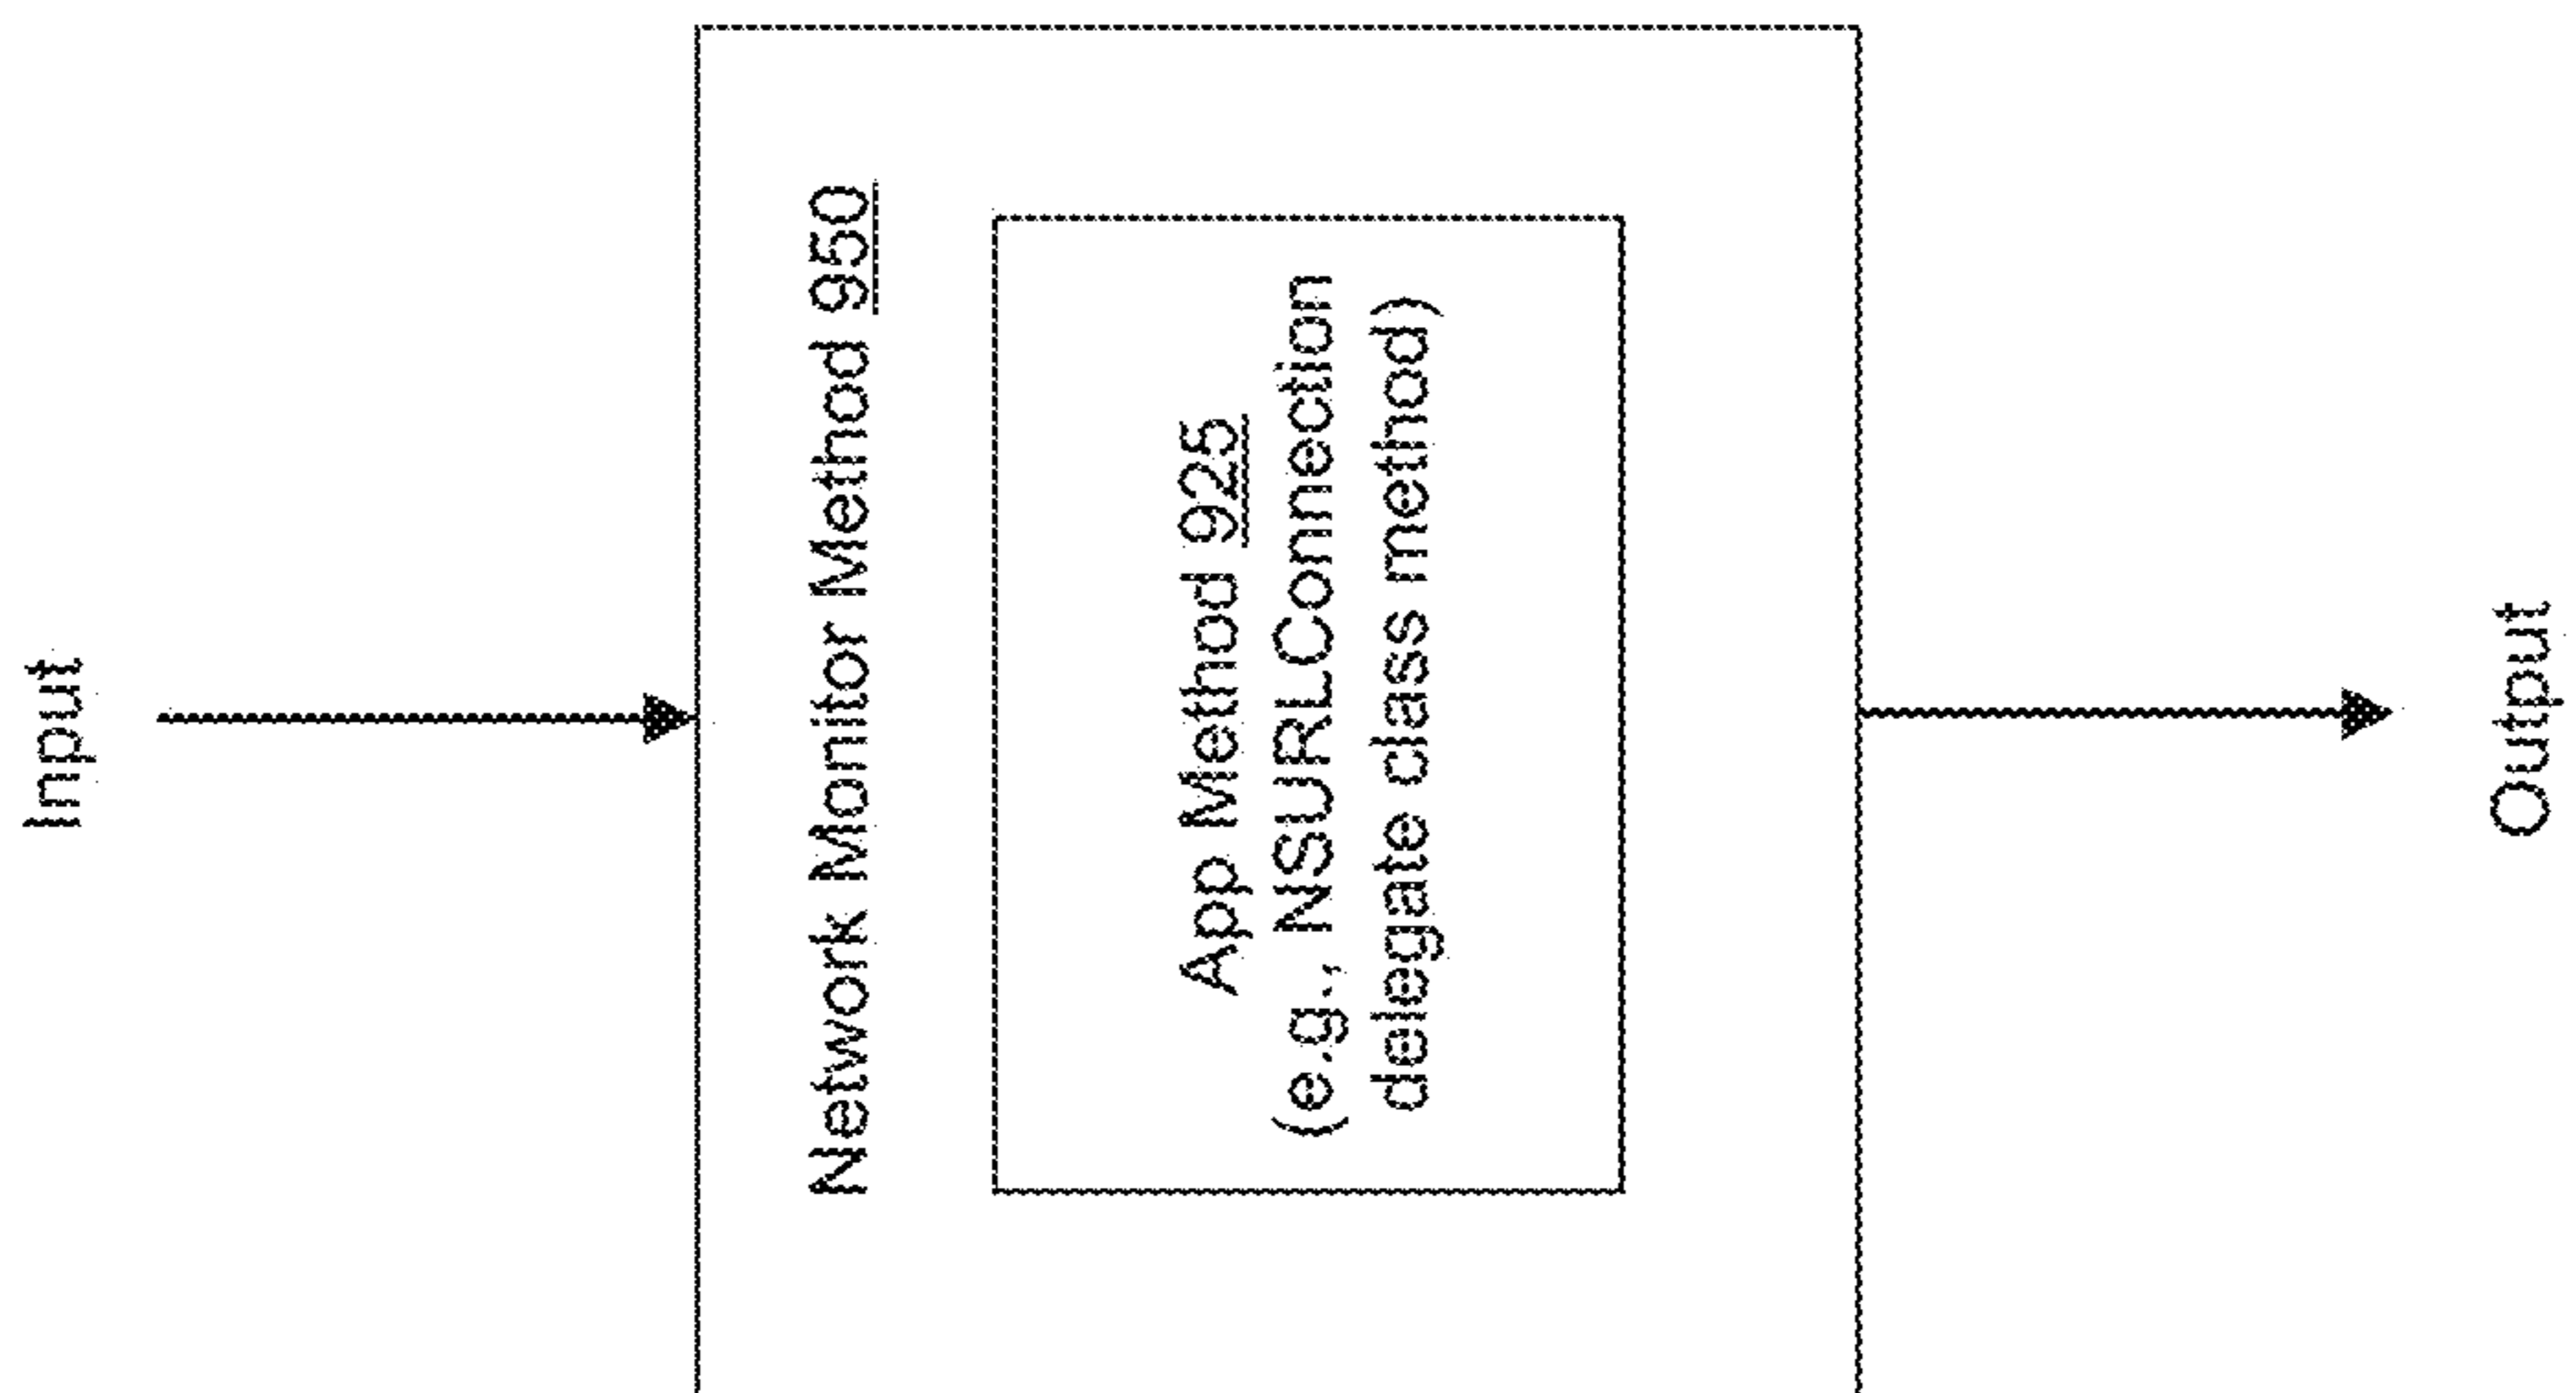 Input
Network Monitor Method 950
App Method 925
(e.g., NSURLConnection
delegate class method)
Output